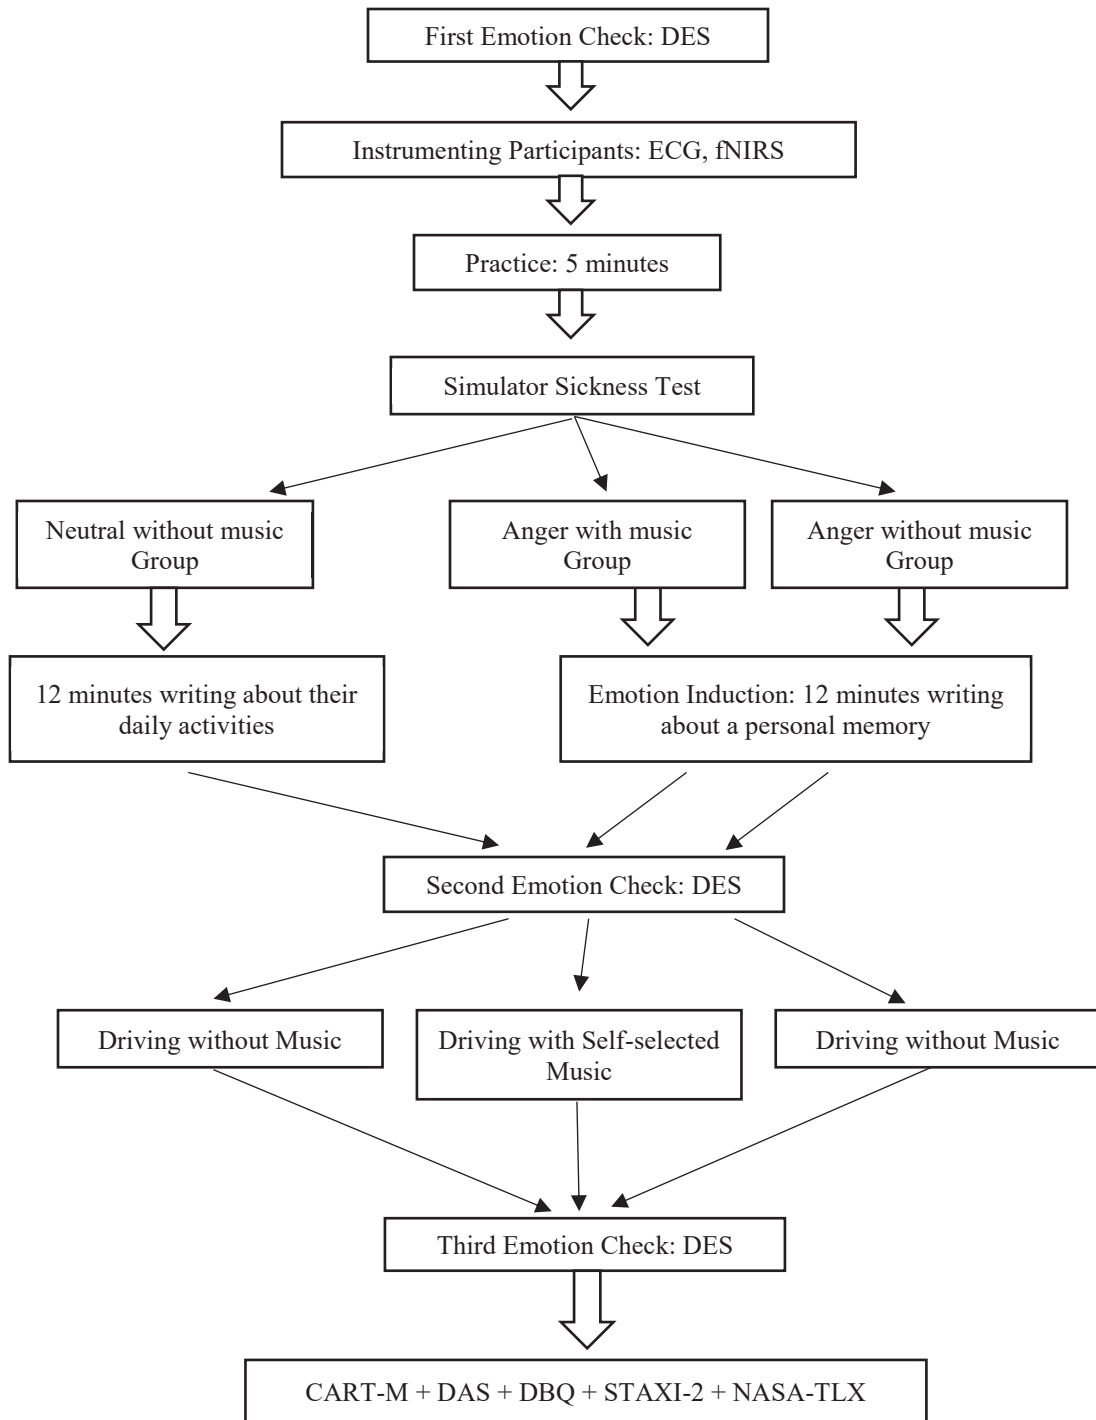 First Emotion Check: DES
Instrumenting Participants: ECG, fNIRS
Practice: 5 minutes
Simulator Sickness Test
Neutral without music
Group
Anger with music
Group
Anger without music
Group
12 minutes writing about their
daily activities
Emotion Induction: 12 minutes writing
about a personal memory
Second Emotion Check: DES
Driving without Music
Driving with Self-selected
Music
Driving without Music
Third Emotion Check: DES
CART-M + DAS + DBQ + STAXI-2 + NASA-TLX